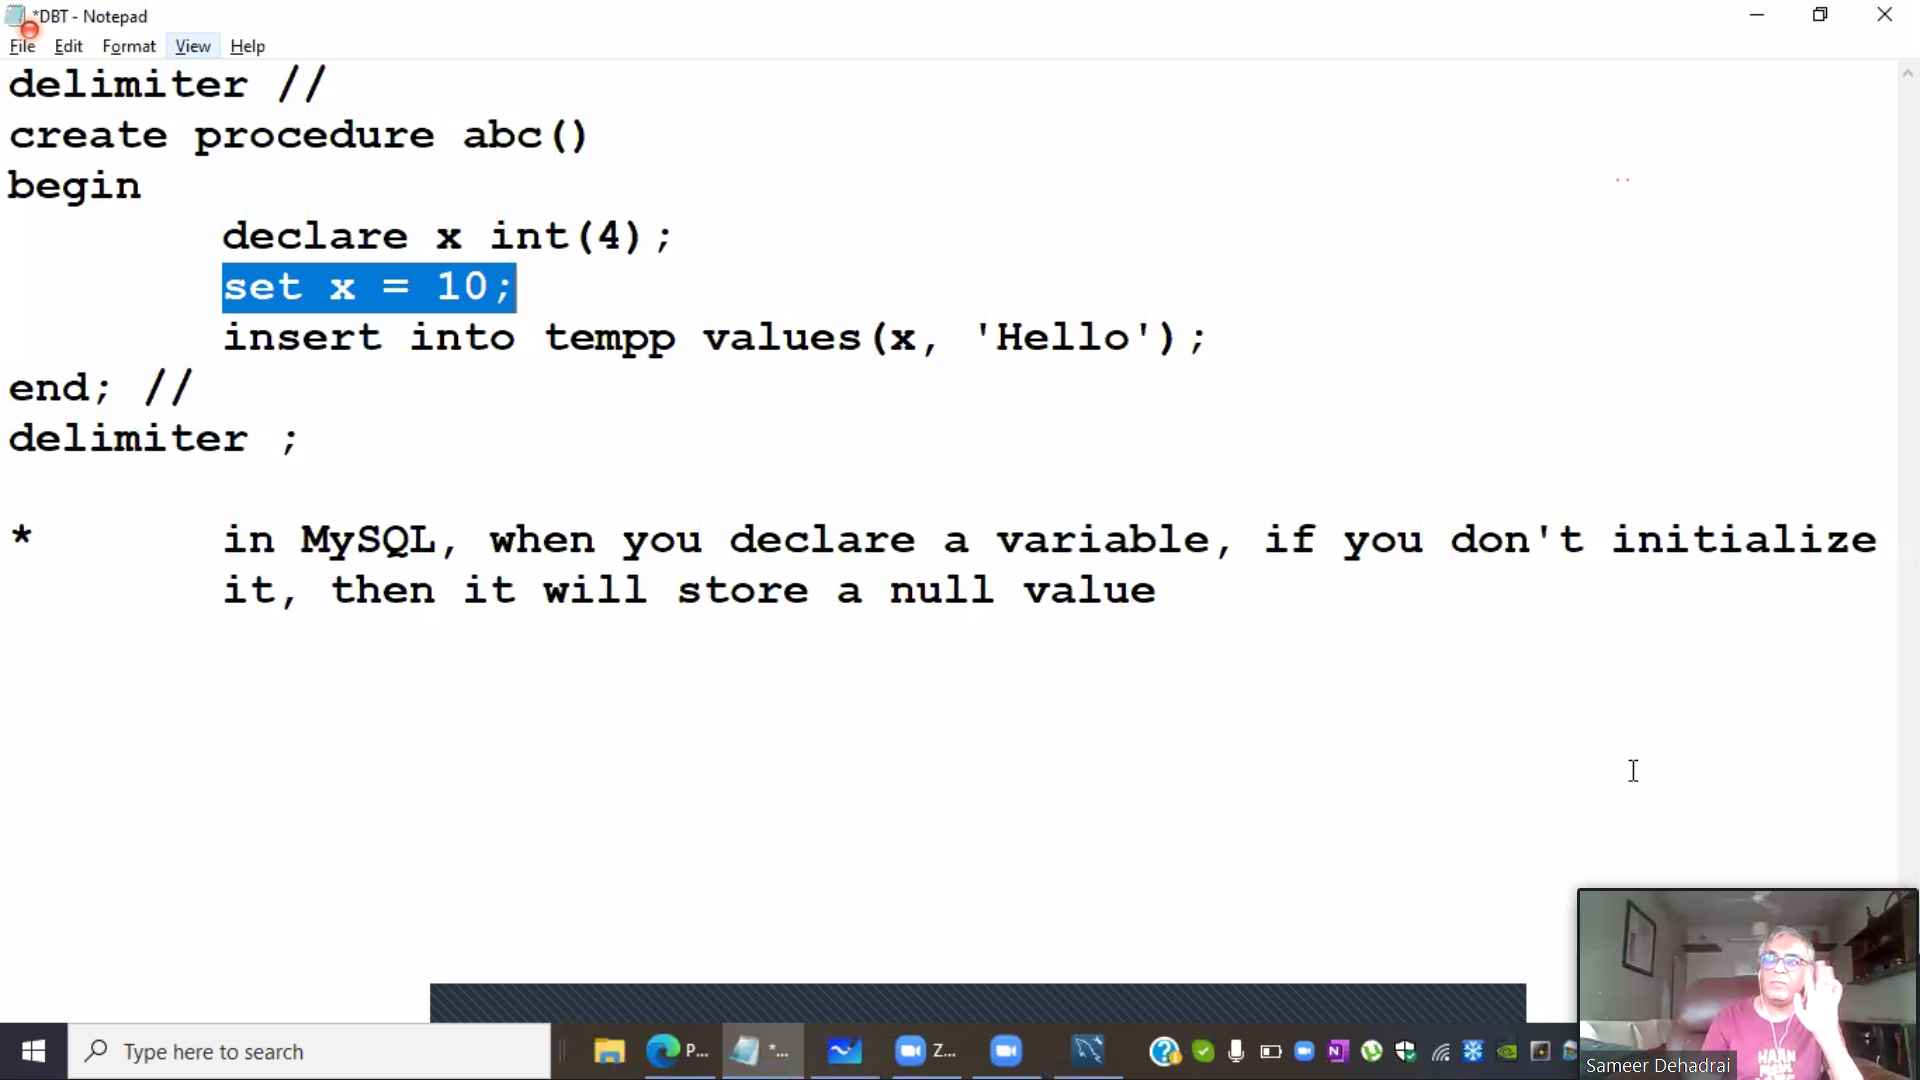 *DBT - Notepad
File Edit Format View Help
delimiter //
create procedure abc()
begin
declare x int(4);
set x = 10;
insert into tempp values(x, 'Hello');
end; //
delimiter ;
* in MySQL, when you declare a variable, if you don't initialize
it, then it will store a null value
HAAN
Sameer Dehadrai
Type here to search
P...
*...
Z...